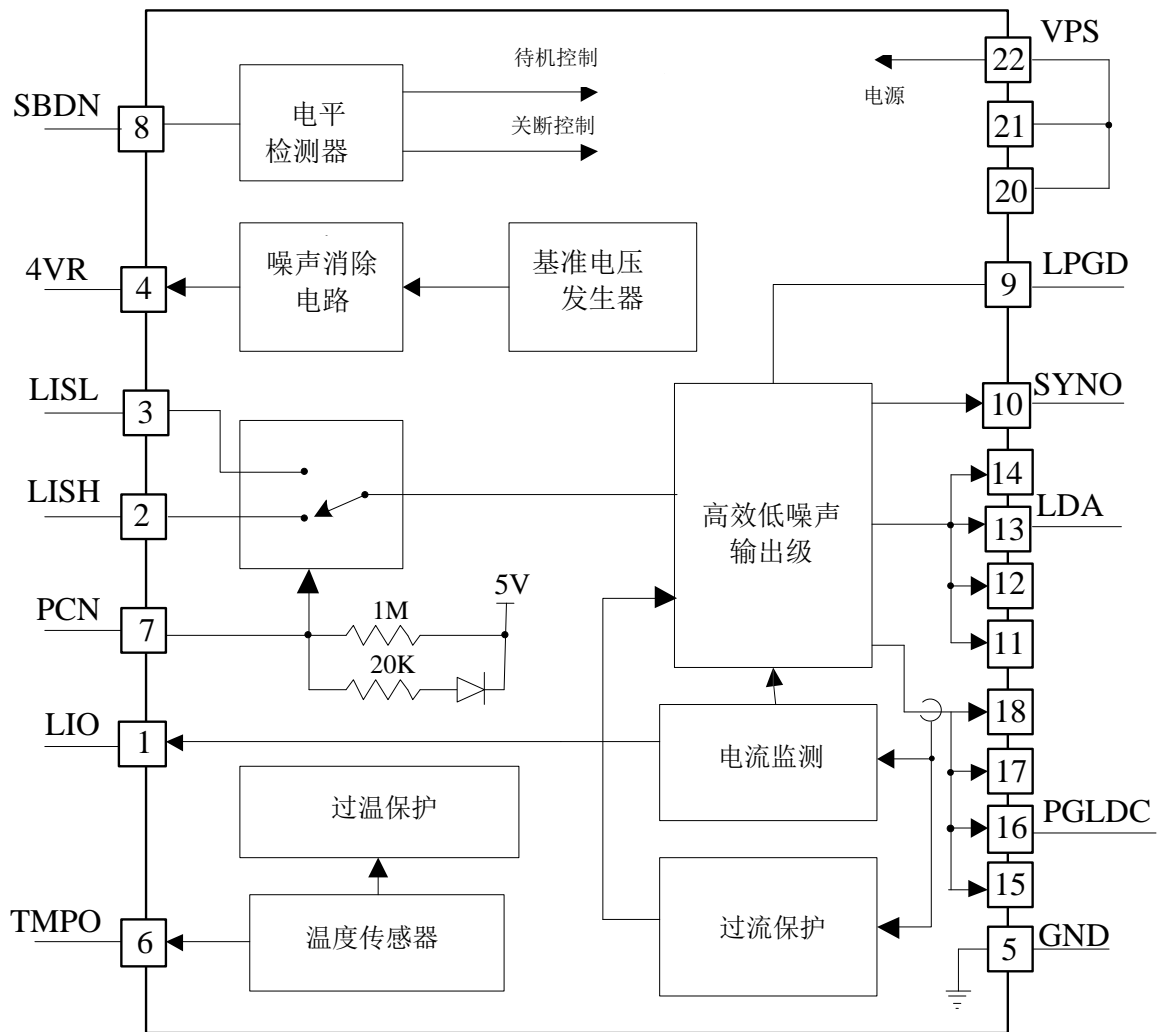 VPS
22
待机控制
SBDN
8
电平
检测器
电源
21
关断控制
20
4VR
4
噪声消除
电路
基准电压
发生器
LPGD
9
LISL
3
SYNO
10
14
LISH
2
高效低噪声
输出级
LDA
13
12
5V
PCN
7
1M
11
20K
18
LIO
1
电流监测
17
过温保护
PGLDC
16
15
TMPO
6
温度传感器
过流保护
GND
5